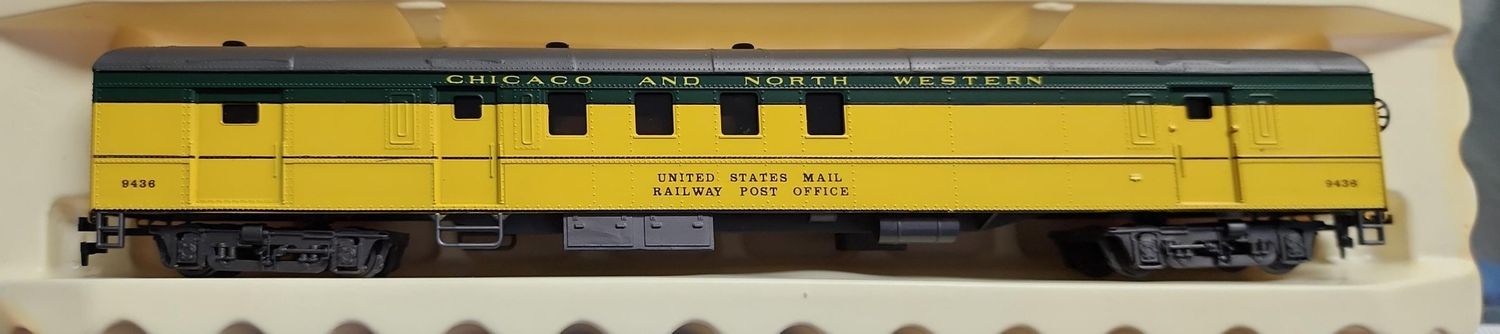 CHICAGO AND NORTH WESTERN
UNITED STATES MAIL
RAILWAY POST OFFICE
9436
9436